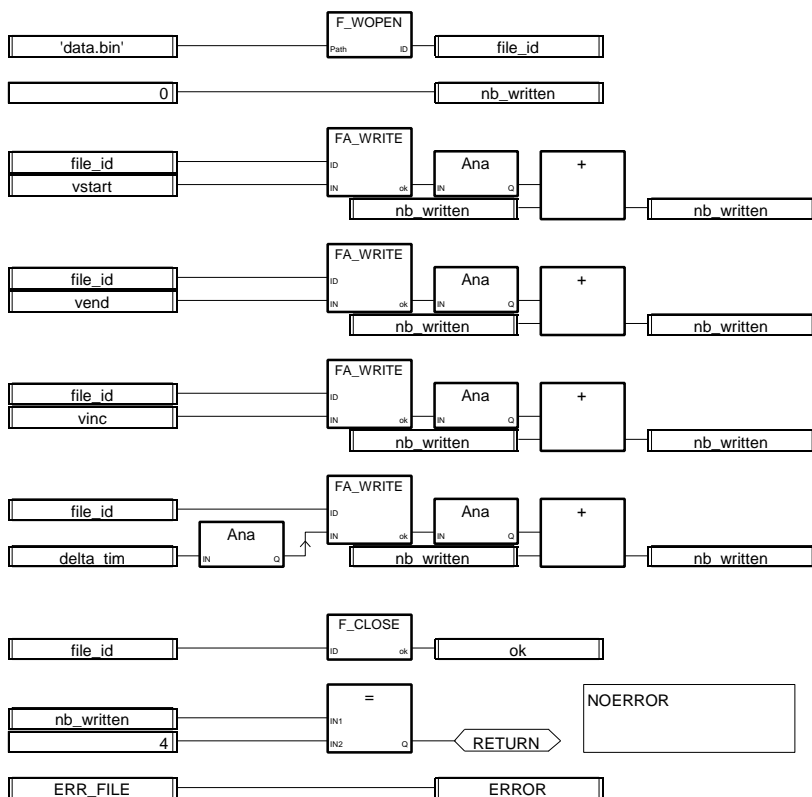 F_WOPEN
'data.bin' Path ID file_id
0 nb_written
FA_WRITE
file_id ID Ana +
vstart IN ok IN Q
nb_written nb_written
FA_WRITE
file_id ID Ana +
vend IN ok IN Q
nb_written nb_written
FA_WRITE
file_id ID Ana +
vinc IN ok IN Q
nb_written nb_written
FA_WRITE
file_id ID Ana +
Ana IN ok IN Q
delta_tim IN Q nb_written nb_written
F_CLOSE
file_id ID ok ok
= NOERROR
nb_written IN1
4 IN2 Q RETURN
ERR_FILE ERROR